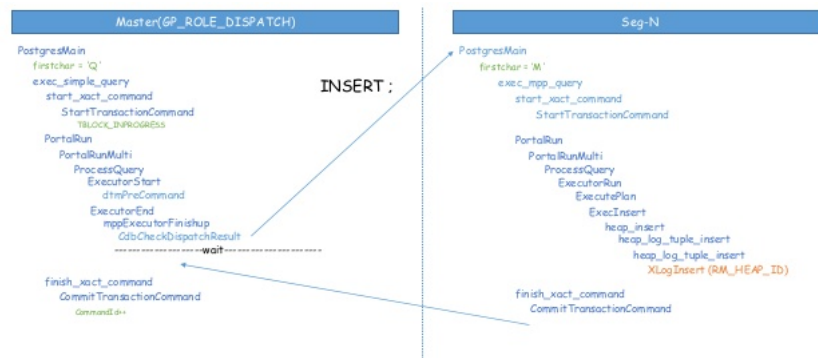 Master(GP_ROLE_DISPATCH)
PostgresMain
firstchar = 'Q'
exec_simple_query
start_xact_command
StartTransactionCommand
TBLOCK_INPROGRESS
PortalRun
PortalRunMulti
ProcessQuery
ExecutorStart
dtmPreCommand
ExecutorEnd
mppExecutorFinishup
CdbCheckDispatchResult
--------------------wait----------------------
finish_xact_command
CommitTransactionCommand
CommandId++
INSERT ;
Seg-N
PostgresMain
firstchar = 'M'
exec_mpp_query
start_xact_command
StartTransactionCommand
PortalRun
PortalRunMulti
ProcessQuery
ExecutorRun
ExecutePlan
ExecInsert
heap_insert
heap_log_tuple_insert
heap_log_tuple_insert
XLogInsert (RM_HEAP_ID)
finish_xact_command
CommitTransactionCommand